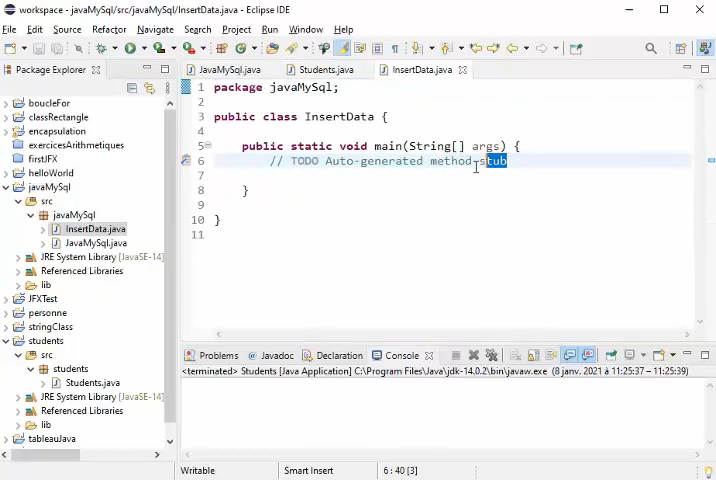 workspace - javaMySql/src/javaMySql/InsertData.java - Eclipse IDE
File Edit Source Refactor Navigate Search Project Run Window Help
Package Explorer
JavaMySql.java Students.java InsertData.java
boucleFor
classRectangle
encapsulation
exercicesArithmetiques
firstJFX
helloWorld
javaMySql
src
javaMySql
InsertData.java
JavaMySql.java
JRE System Library [JavaSE-14]
Referenced Libraries
lib
JFXTest
personne
stringClass
students
src
students
Students.java
JRE System Library [JavaSE-14]
Referenced Libraries
lib
tableauJava
1 package javaMySql;
2
3 public class InsertData {
4
5 public static void main(String[] args) {
6 // TODO Auto-generated method stub
7
8 }
9
10 }
11
Problems Javadoc Declaration Console
<terminated> Students [Java Application] C:\Program Files\Java\jdk-14.0.2\bin\javaw.exe (8 janv. 2021 à 11:25:37 – 11:25:39)
Writable Smart Insert 6 : 40 [3]